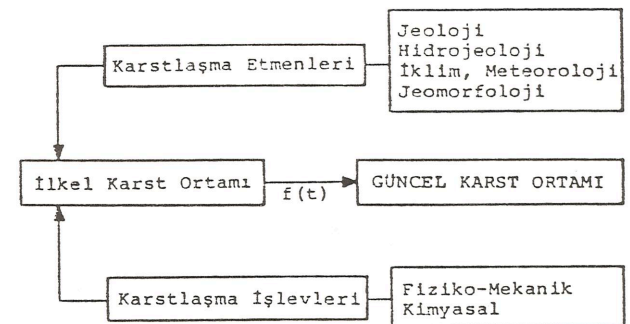 Jeoloji
Hidrojeoloji
İklim, Meteoroloji
Jeomorfoloji
Karstlaşma Etmenleri
İlkel Karst Ortamı
f(t)
GÜNCEL KARST ORTAMI
Karstlaşma İşlevleri
Fiziko-Mekanik
Kimyasal